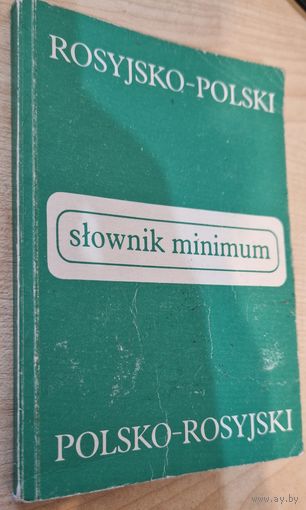 ROSYJSKO-POLSKI
słownik minimum
POLSKO-ROSYJSKI
www.ay.by